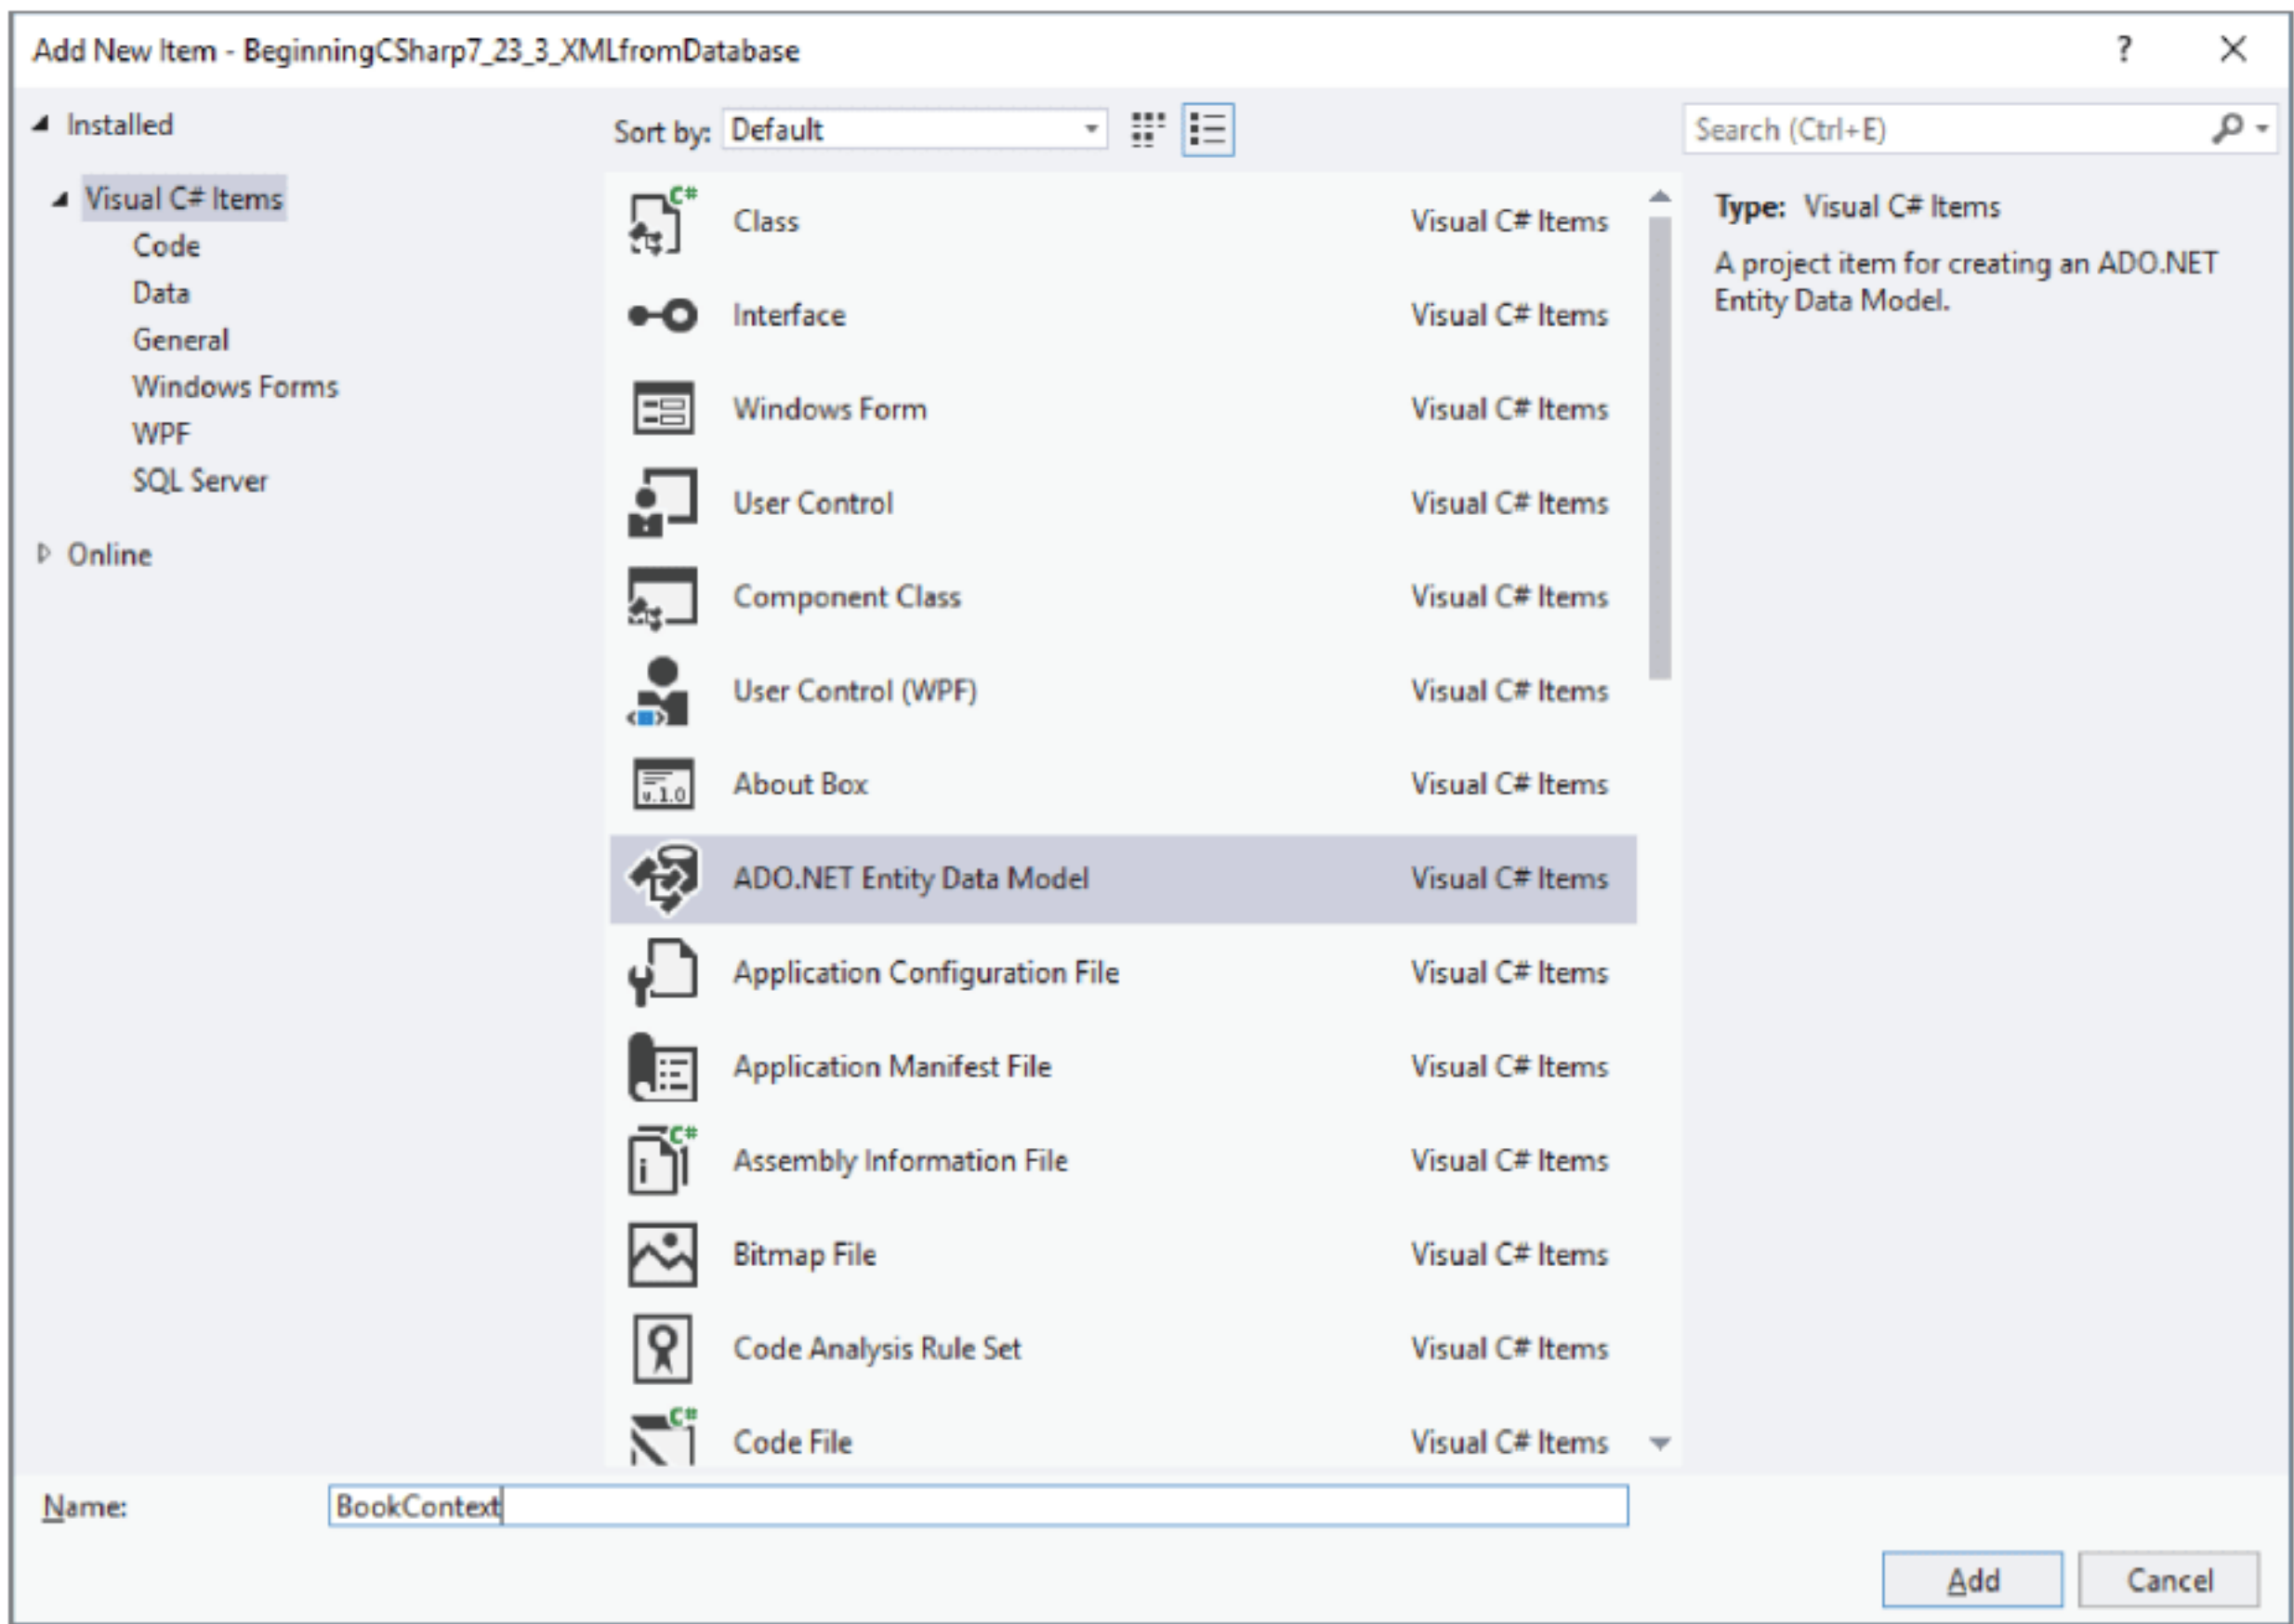 Add New Item - BeginningCSharp7_23_3_XMLfromDatabase ?
Installed
Visual C# Items
Code
Data
General
Windows Forms
WPF
SQL Server
Online
Sort by: Default
Search (Ctrl+E)
C#
Class Visual C# Items
Interface Visual C# Items
Windows Form Visual C# Items
User Control Visual C# Items
Component Class Visual C# Items
User Control (WPF) Visual C# Items
v.1.0
About Box Visual C# Items
ADO.NET Entity Data Model Visual C# Items
Application Configuration File Visual C# Items
Application Manifest File Visual C# Items
C#
i
Assembly Information File Visual C# Items
Bitmap File Visual C# Items
Code Analysis Rule Set Visual C# Items
C#
Code File Visual C# Items
Type: Visual C# Items
A project item for creating an ADO.NET
Entity Data Model.
Name: BookContext
Add Cancel